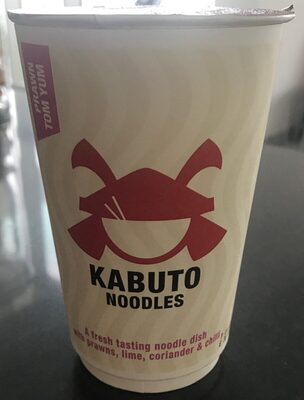 PRAWN
TOM YUM
KABUTO
NOODLES
A fresh tasting noodle dish
with prawns, lime, coriander & chilli